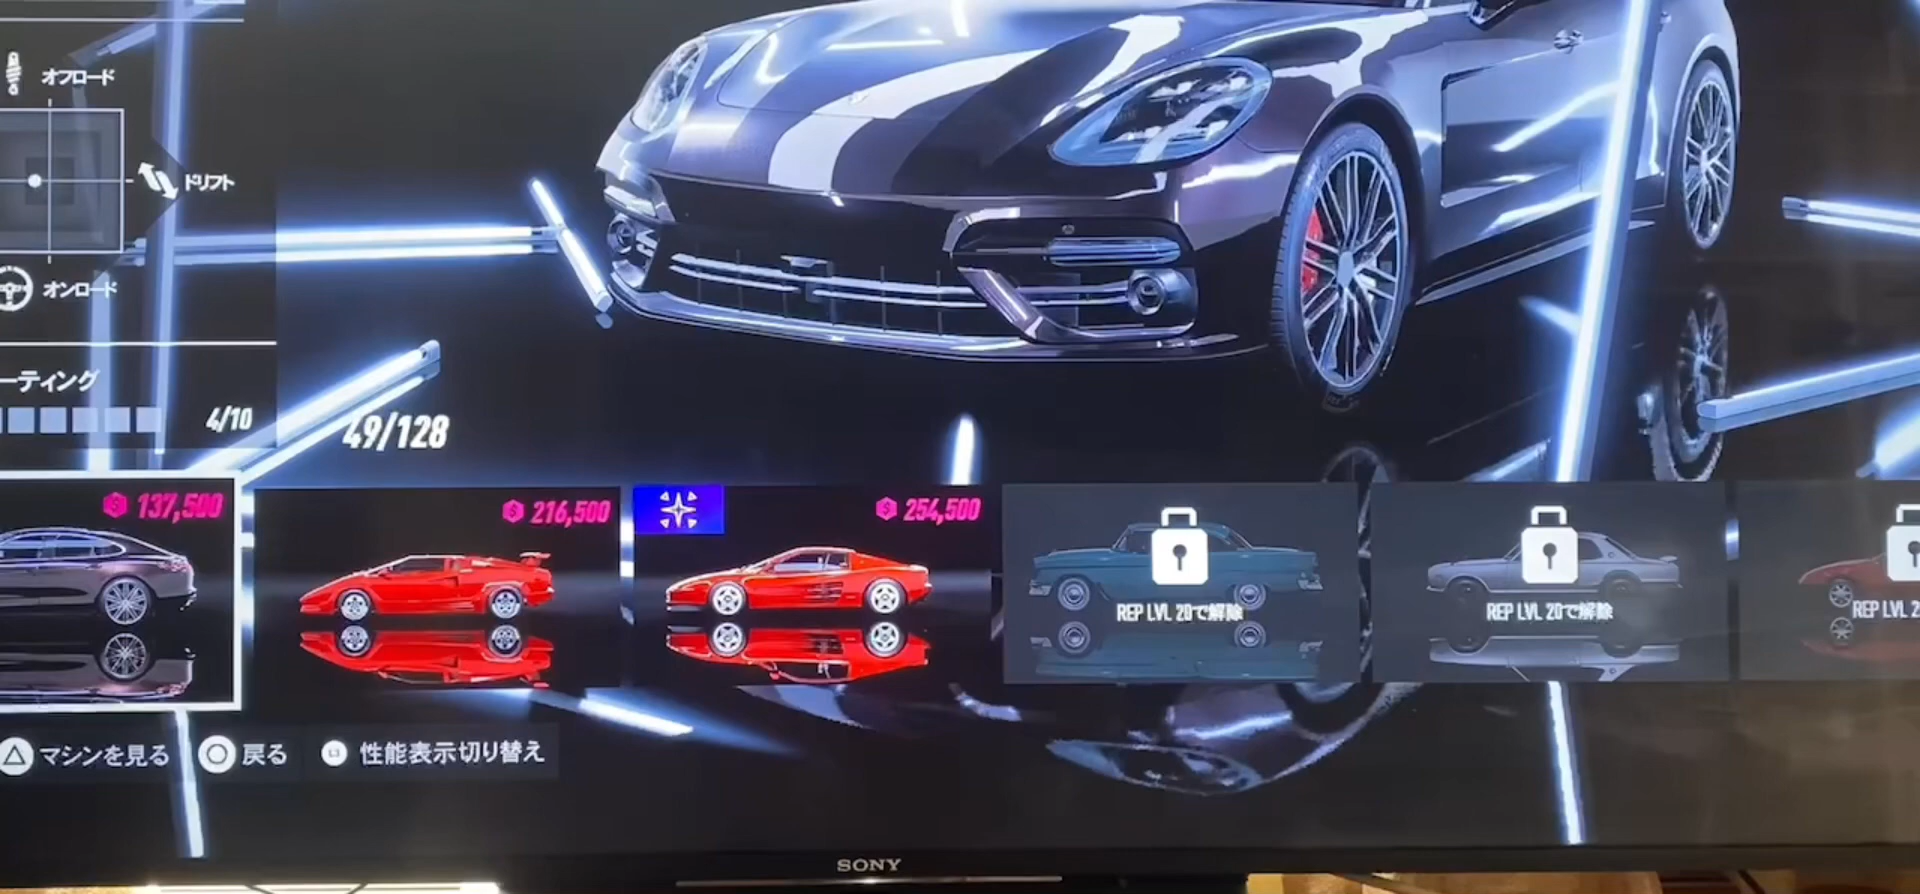 オフロード
ドリフト
オンロード
ーティング
4/10
49/128
137,500
216,500
254,500
REP LVL 20で解除
REP LVL 20で解除
REP LVL 2
マシンを見る
戻る
性能表示切り替え
SONY